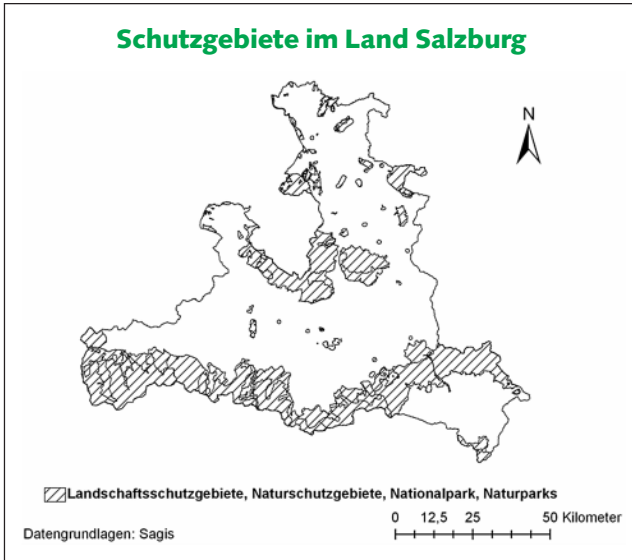 Schutzgebiete im Land Salzburg
N
Landschaftsschutzgebiete, Naturschutzgebiete, Nationalpark, Naturparks
Datengrundlagen: Sagis
0 12,5 25 50 Kilometer